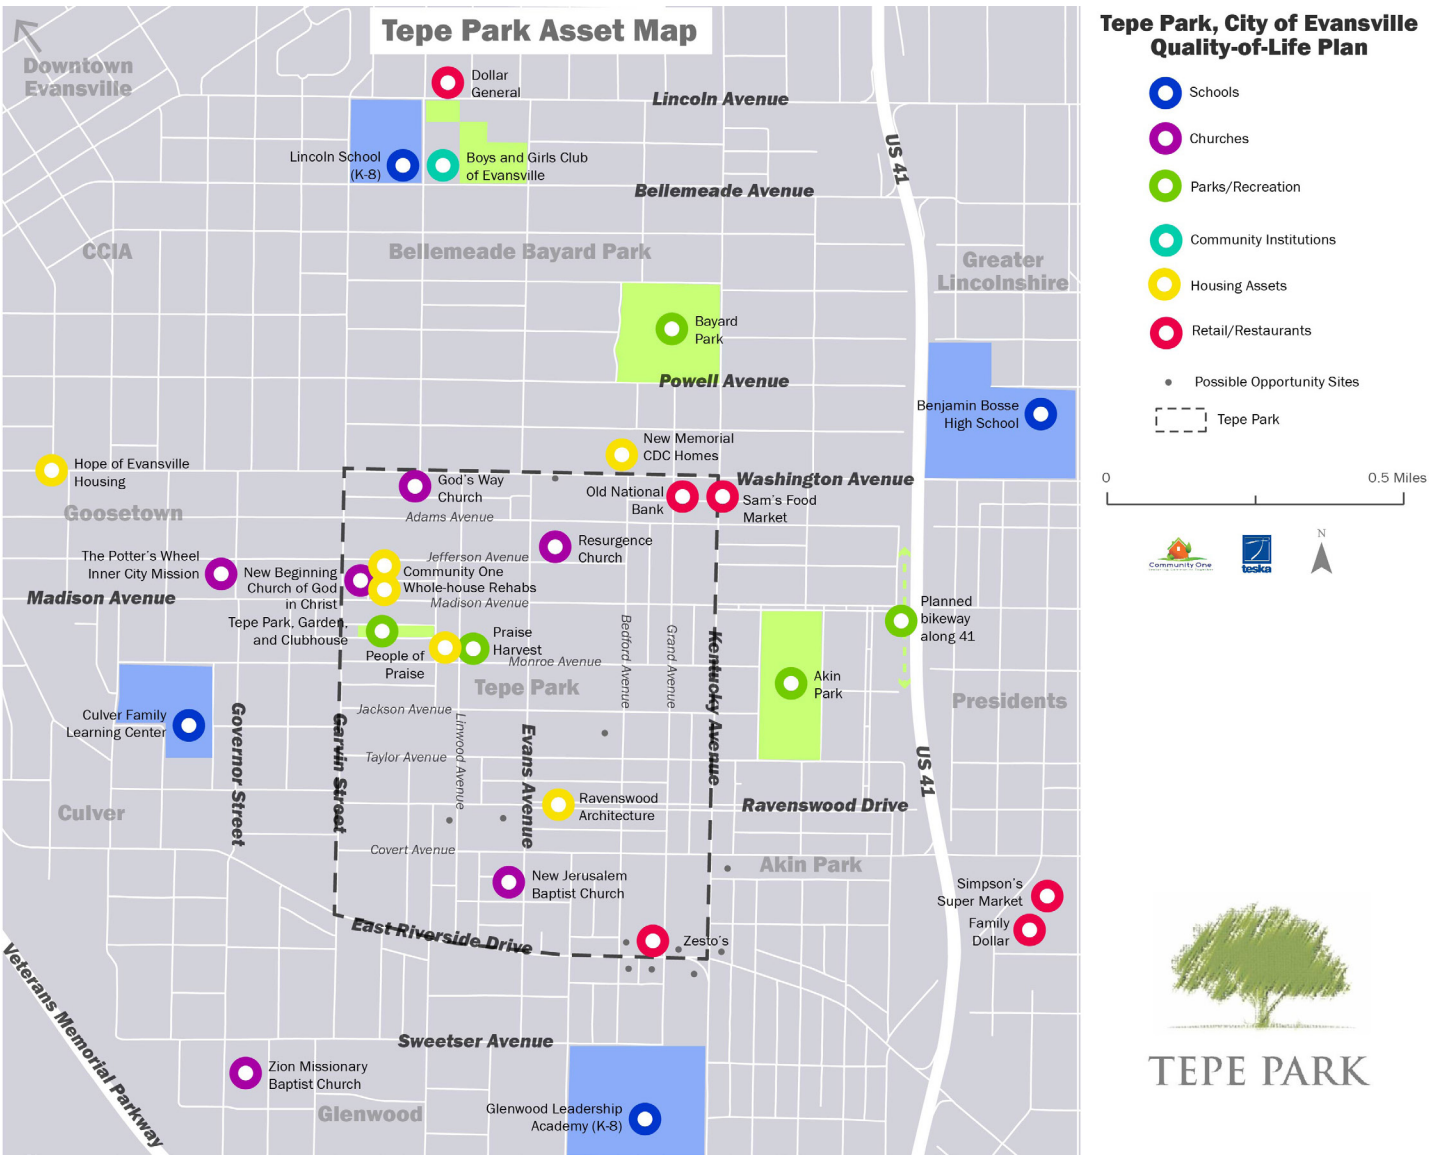 Tepe Park Asset Map
Downtown
Evansville
Dollar
General
Lincoln Avenue
US 41
Lincoln School
(K-8)
Boys and Girls Club
of Evansville
Bellemeade Avenue
CCIA
Bellemeade Bayard Park
Greater
Lincolnshire
Bayard
Park
Powell Avenue
Benjamin Bosse
High School
New Memorial
CDC Homes
Hope of Evansville
Housing
Washington Avenue
God's Way
Church
Old National
Bank
Sam's Food
Market
Goosetown
Adams Avenue
Resurgence
Church
The Potter's Wheel
Inner City Mission
Jefferson Avenue
New Beginning
Church of God
in Christ
Community One
Whole-house Rehabs
Madison Avenue
Madison Avenue
Tepe Park, Garden,
and Clubhouse
Planned
bikeway
along 41
People of
Praise
Praise
Harvest
Monroe Avenue
Bedford Avenue
Grand Avenue
Kentucky Avenue
Tepe Park
Akin
Park
Presidents
Culver Family
Learning Center
Governor Street
Garvin Street
Jackson Avenue
Linwood Avenue
Evans Avenue
Taylor Avenue
US 41
Culver
Ravenswood
Architecture
Ravenswood Drive
Covert Avenue
Akin Park
New Jerusalem
Baptist Church
Simpson's
Super Market
Family
Dollar
East Riverside Drive
Zesto's
Veterans Memorial Parkway
Sweetser Avenue
Zion Missionary
Baptist Church
Glenwood
Glenwood Leadership
Academy (K-8)
Tepe Park, City of Evansville
Quality-of-Life Plan
Schools
Churches
Parks/Recreation
Community Institutions
Housing Assets
Retail/Restaurants
Possible Opportunity Sites
Tepe Park
0 0.5 Miles
Community One
teska
N
TEPE PARK